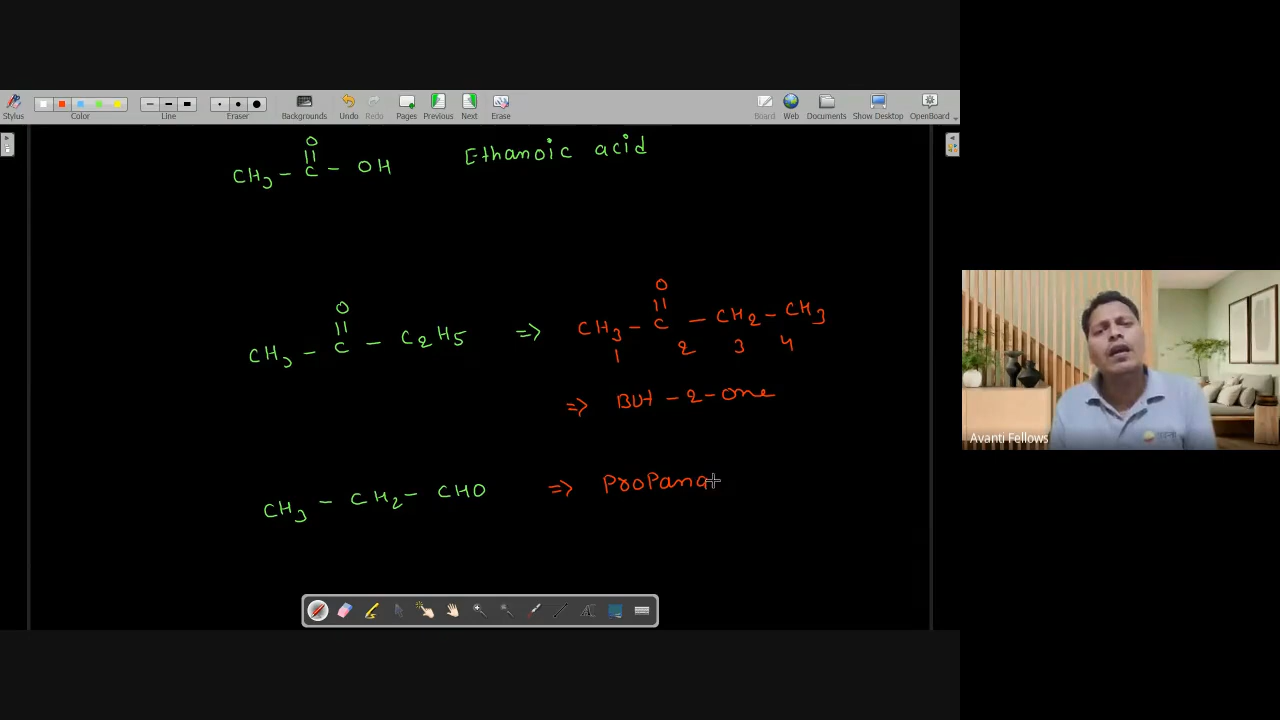 Stylus Color Line Eraser Backgrounds Undo Redo Pages Previous Next Erase Board Web Documents Show Desktop OpenBoard
O
CH3 - C - OH Ethanoic acid
O O
CH3 - C - C2H5 => CH3 - C - CH2 - CH3
1 2 3 4
=> But - 2 - one
CH3 - CH2 - CHO => Propana
Avanti Fellows